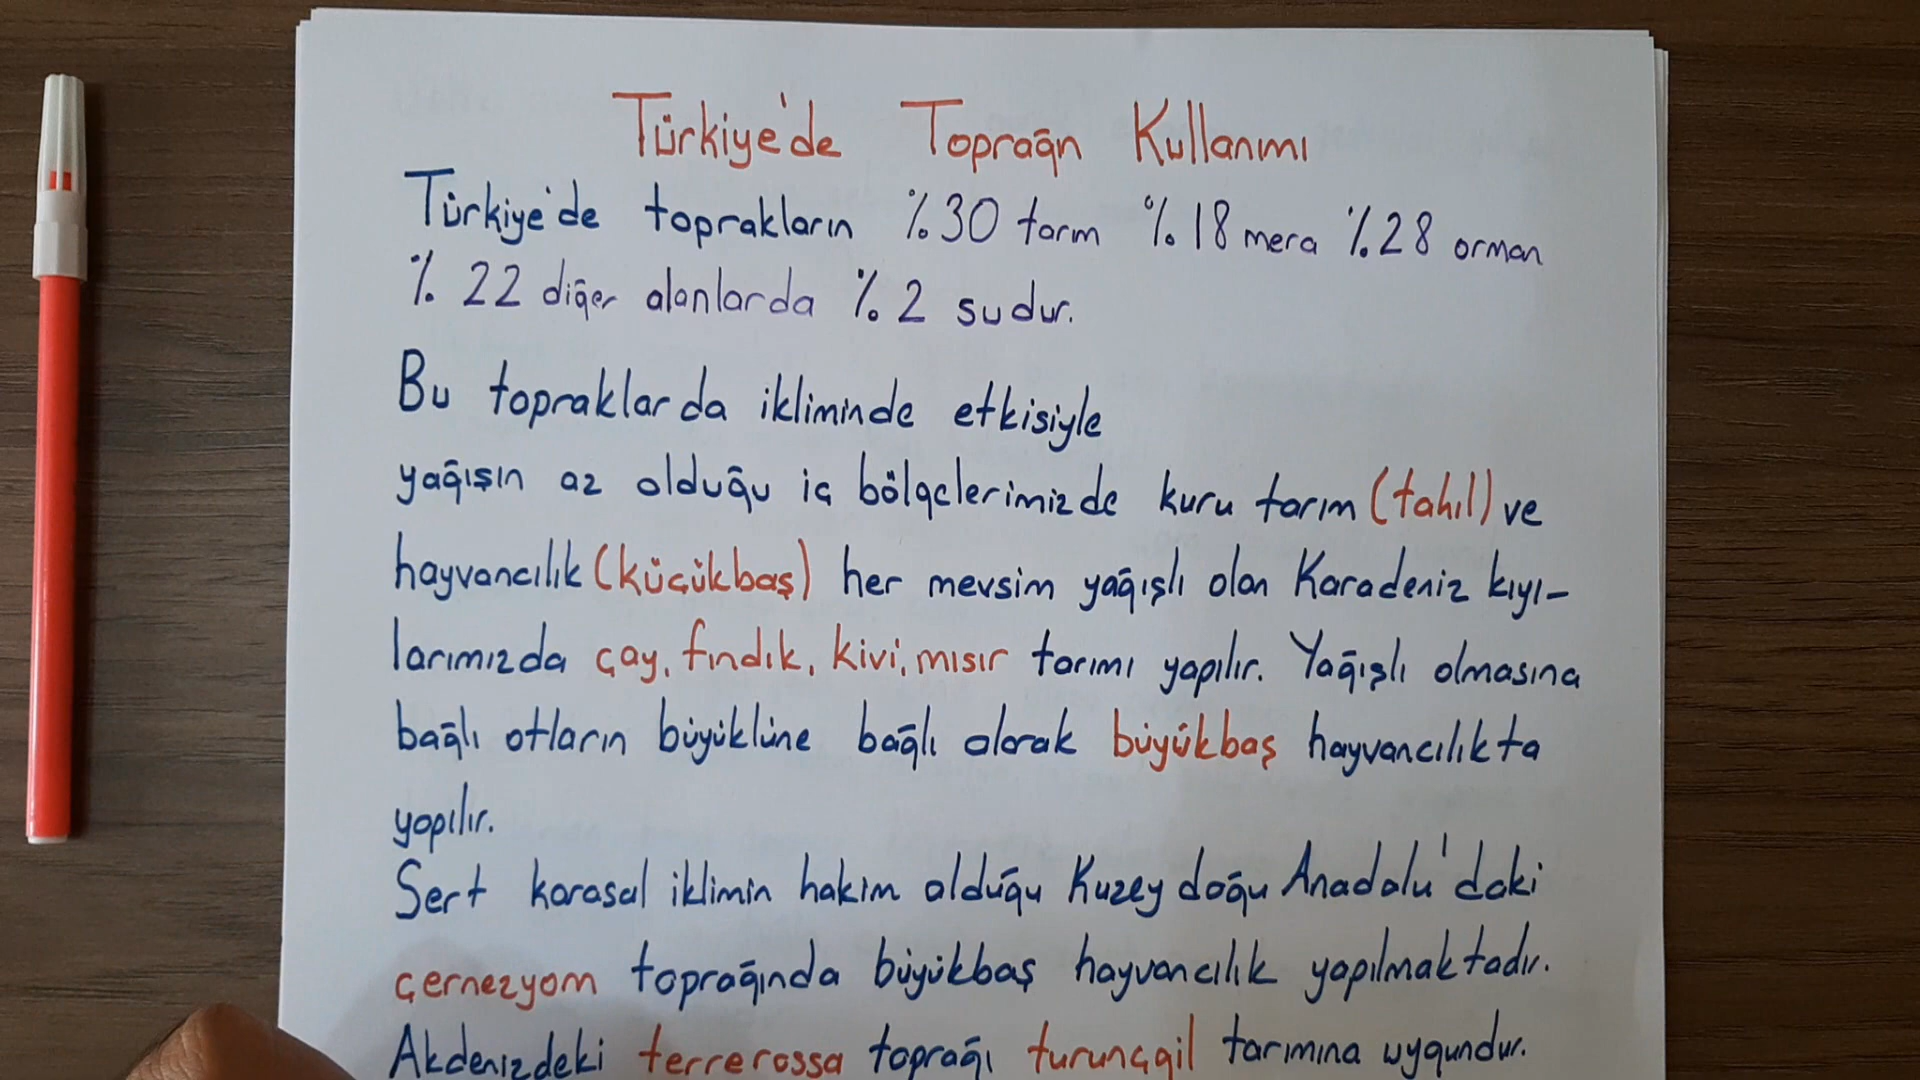 Türkiye'de Toprağın Kullanımı
Türkiye'de toprakların %30 tarım %18 mera %28 orman
% 22 diğer alanlarda %2 sudur.
Bu topraklarda ikliminde etkisiyle
yağışın az olduğu iç bölgelerimizde kuru tarım (tahıl) ve
hayvancılık (küçükbaş) her mevsim yağışlı olan Karadeniz kıyı-
larımızda çay, fındık, kivi, mısır tarımı yapılır. Yağışlı olmasına
bağlı otların büyüklüne bağlı olarak büyükbaş hayvancılıkta
yapılır.
Sert karasal iklimin hakim olduğu Kuzey doğu Anadolu'daki
çernezyom toprağında büyükbaş hayvancılık yapılmaktadır.
Akdenizdeki terrerossa toprağı turunçgil tarımına uygundur.